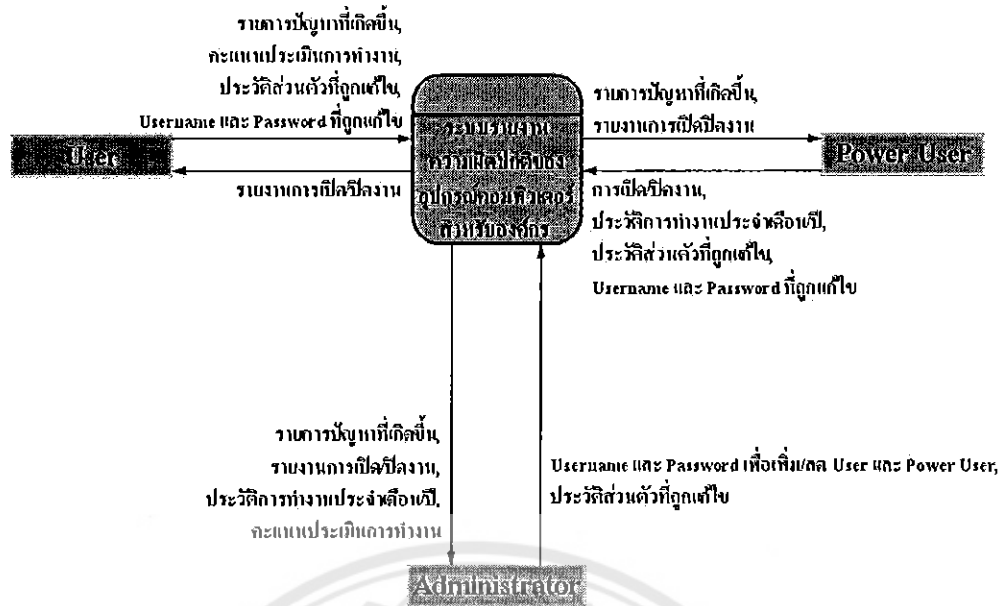 รายการปัญหาที่เกิดขึ้น,
คะแนนประเมินการทำงาน,
ประวัติส่วนตัวที่ถูกแก้ไข,
Username และ Password ที่ถูกแก้ไข
User
รายงานการเปิด/ปิดงาน
ระบบรายงาน
ความผิดปกติของ
อุปกรณ์คอมพิวเตอร์
สำหรับองค์กร
รายการปัญหาที่เกิดขึ้น,
รายงานการเปิดปิดงาน
Power User
การเปิด/ปิดงาน,
ประวัติการทำงานประจำเดือน/ปี,
ประวัติส่วนตัวที่ถูกแก้ไข,
Username และ Password ที่ถูกแก้ไข
รายการปัญหาที่เกิดขึ้น,
รายงานการเปิด/ปิดงาน,
ประวัติการทำงานประจำเดือน/ปี,
คะแนนประเมินการทำงาน
Username และ Password เพื่อเพิ่ม/ลด User และ Power User,
ประวัติส่วนตัวที่ถูกแก้ไข
Administrator